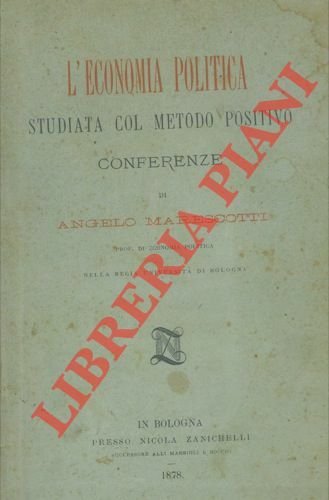 L'ECONOMIA POLITICA
STUDIATA COL METODO POSITIVO
CONFERENZE
DI
ANGELO MARESCOTTI
PROF. DI ECONOMIA POLITICA
NELLA REGIA UNIVERSITÀ DI BOLOGNA
NZ
IN BOLOGNA
PRESSO NICOLA ZANICHELLI
SUCCESSORE ALLI MARSIGLI E ROCCHI
1878.
LIBRERIA PIANI